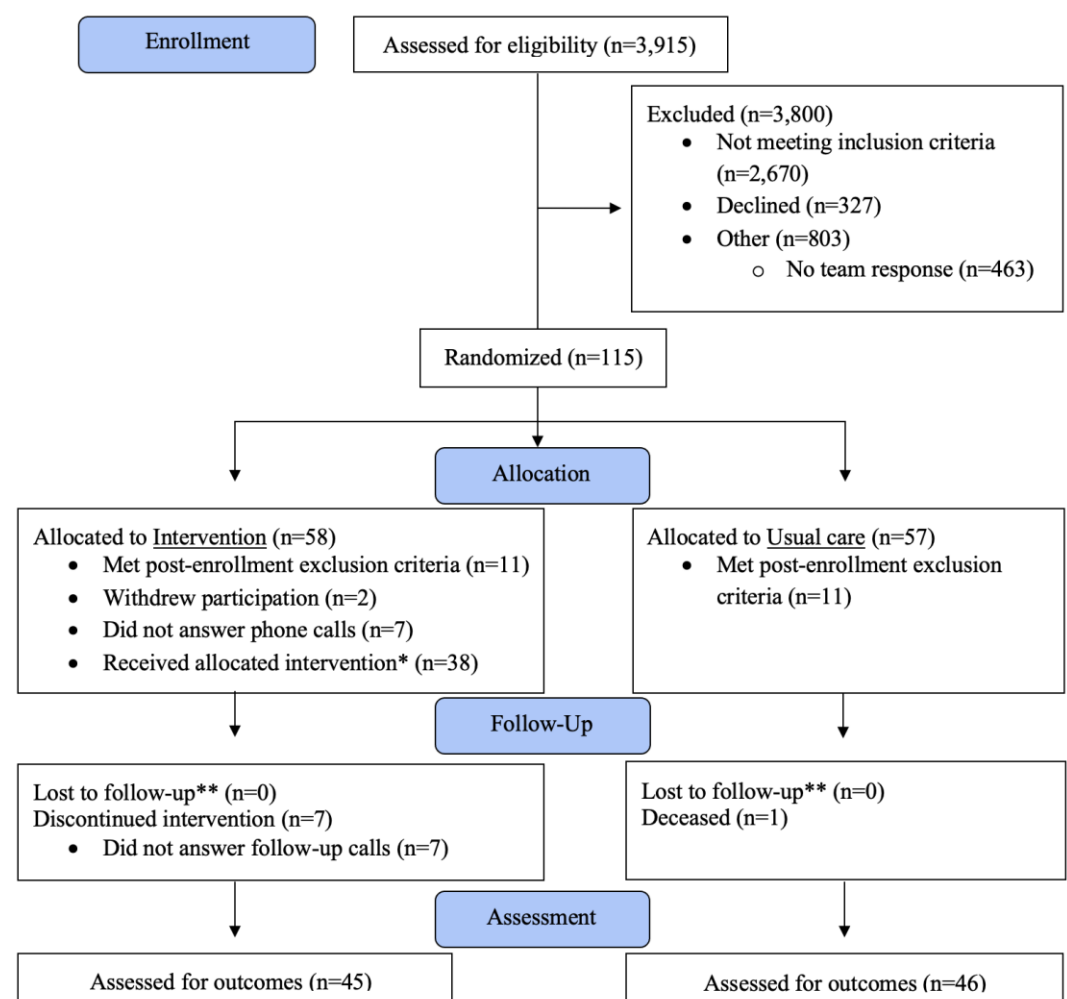 Enrollment
Assessed for eligibility (n=3,915)
Excluded (n=3,800)
• Not meeting inclusion criteria
(n=2,670)
• Declined (n=327)
• Other (n=803)
o No team response (n=463)
Randomized (n=115)
Allocation
Allocated to Intervention (n=58)
• Met post-enrollment exclusion criteria (n=11)
• Withdrew participation (n=2)
• Did not answer phone calls (n=7)
• Received allocated intervention* (n=38)
Allocated to Usual care (n=57)
• Met post-enrollment exclusion
criteria (n=11)
Follow-Up
Lost to follow-up** (n=0)
Discontinued intervention (n=7)
• Did not answer follow-up calls (n=7)
Lost to follow-up** (n=0)
Deceased (n=1)
Assessment
Assessed for outcomes (n=45)
Assessed for outcomes (n=46)